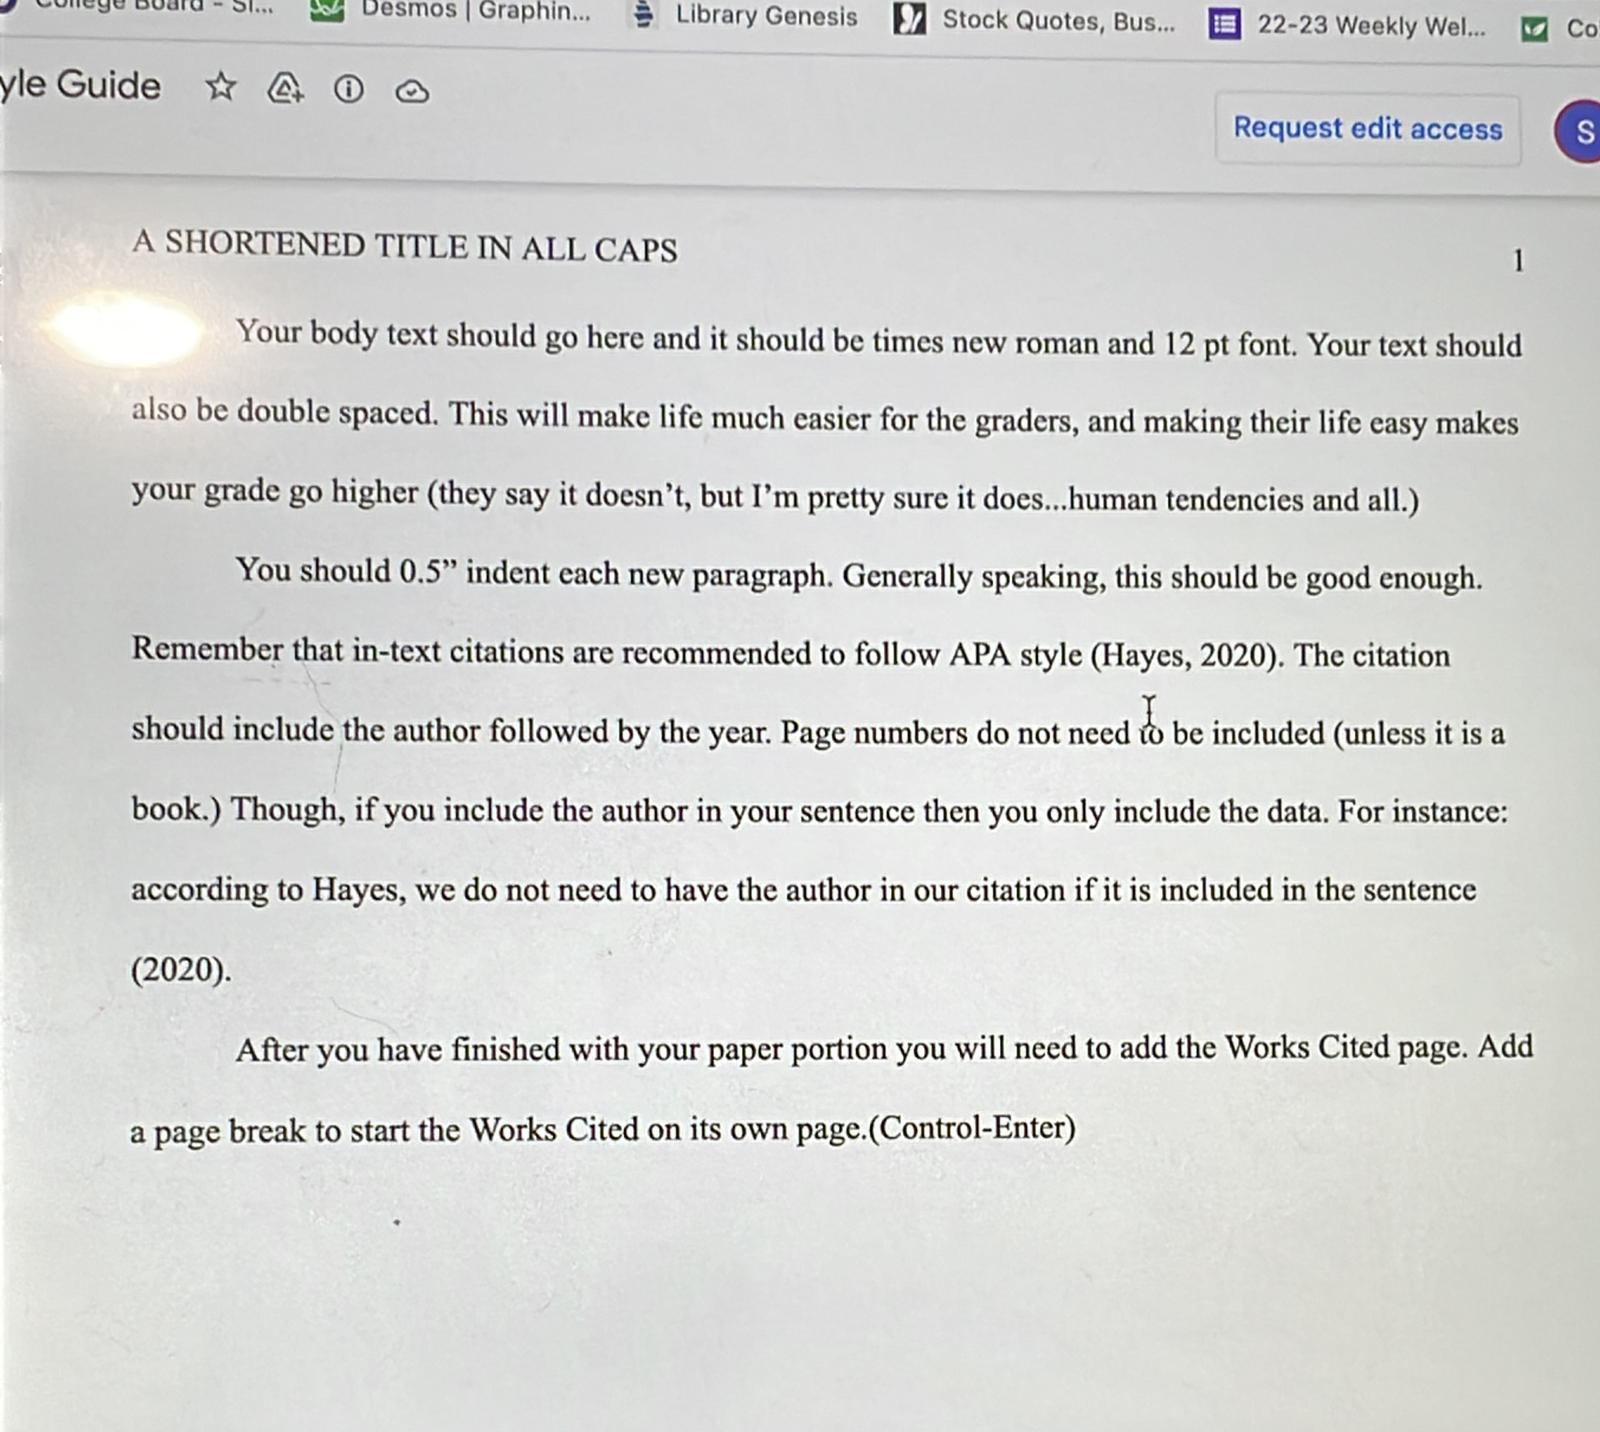 Board
Desmos | Graphin...
Library Genesis
Stock Quotes, Bus...
22-23 Weekly Wel...
Co
yle Guide
Request edit access
S
A SHORTENED TITLE IN ALL CAPS
1
Your body text should go here and it should be times new roman and 12 pt font. Your text should
also be double spaced. This will make life much easier for the graders, and making their life easy makes
your grade go higher (they say it doesn’t, but I’m pretty sure it does...human tendencies and all.)
You should 0.5” indent each new paragraph. Generally speaking, this should be good enough.
Remember that in-text citations are recommended to follow APA style (Hayes, 2020). The citation
should include the author followed by the year. Page numbers do not need to be included (unless it is a
book.) Though, if you include the author in your sentence then you only include the data. For instance:
according to Hayes, we do not need to have the author in our citation if it is included in the sentence
(2020).
After you have finished with your paper portion you will need to add the Works Cited page. Add
a page break to start the Works Cited on its own page.(Control-Enter)